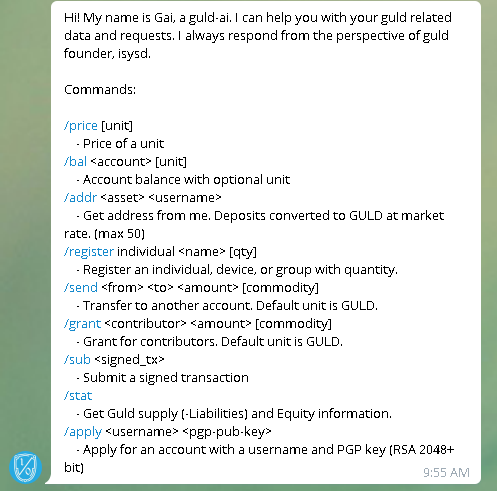 Hi! My name is Gai, a guld-ai. I can help you with your guld related
data and requests. I always respond from the perspective of guld
founder, isysd.
Commands:
/price [unit]
- Price of a unit
/bal <account> [unit]
- Account balance with optional unit
/addr <asset> <username>
- Get address from me. Deposits converted to GULD at market
rate. (max 50)
/register individual <name> [qty]
- Register an individual, device, or group with quantity.
/send <from> <to> <amount> [commodity]
- Transfer to another account. Default unit is GULD.
/grant <contributor> <amount> [commodity]
- Grant for contributors. Default unit is GULD.
/sub <signed_tx>
- Submit a signed transaction
/stat
- Get Guld supply (-Liabilities) and Equity information.
/apply <username> <pgp-pub-key>
- Apply for an account with a username and PGP key (RSA 2048+
bit)
9:55 AM